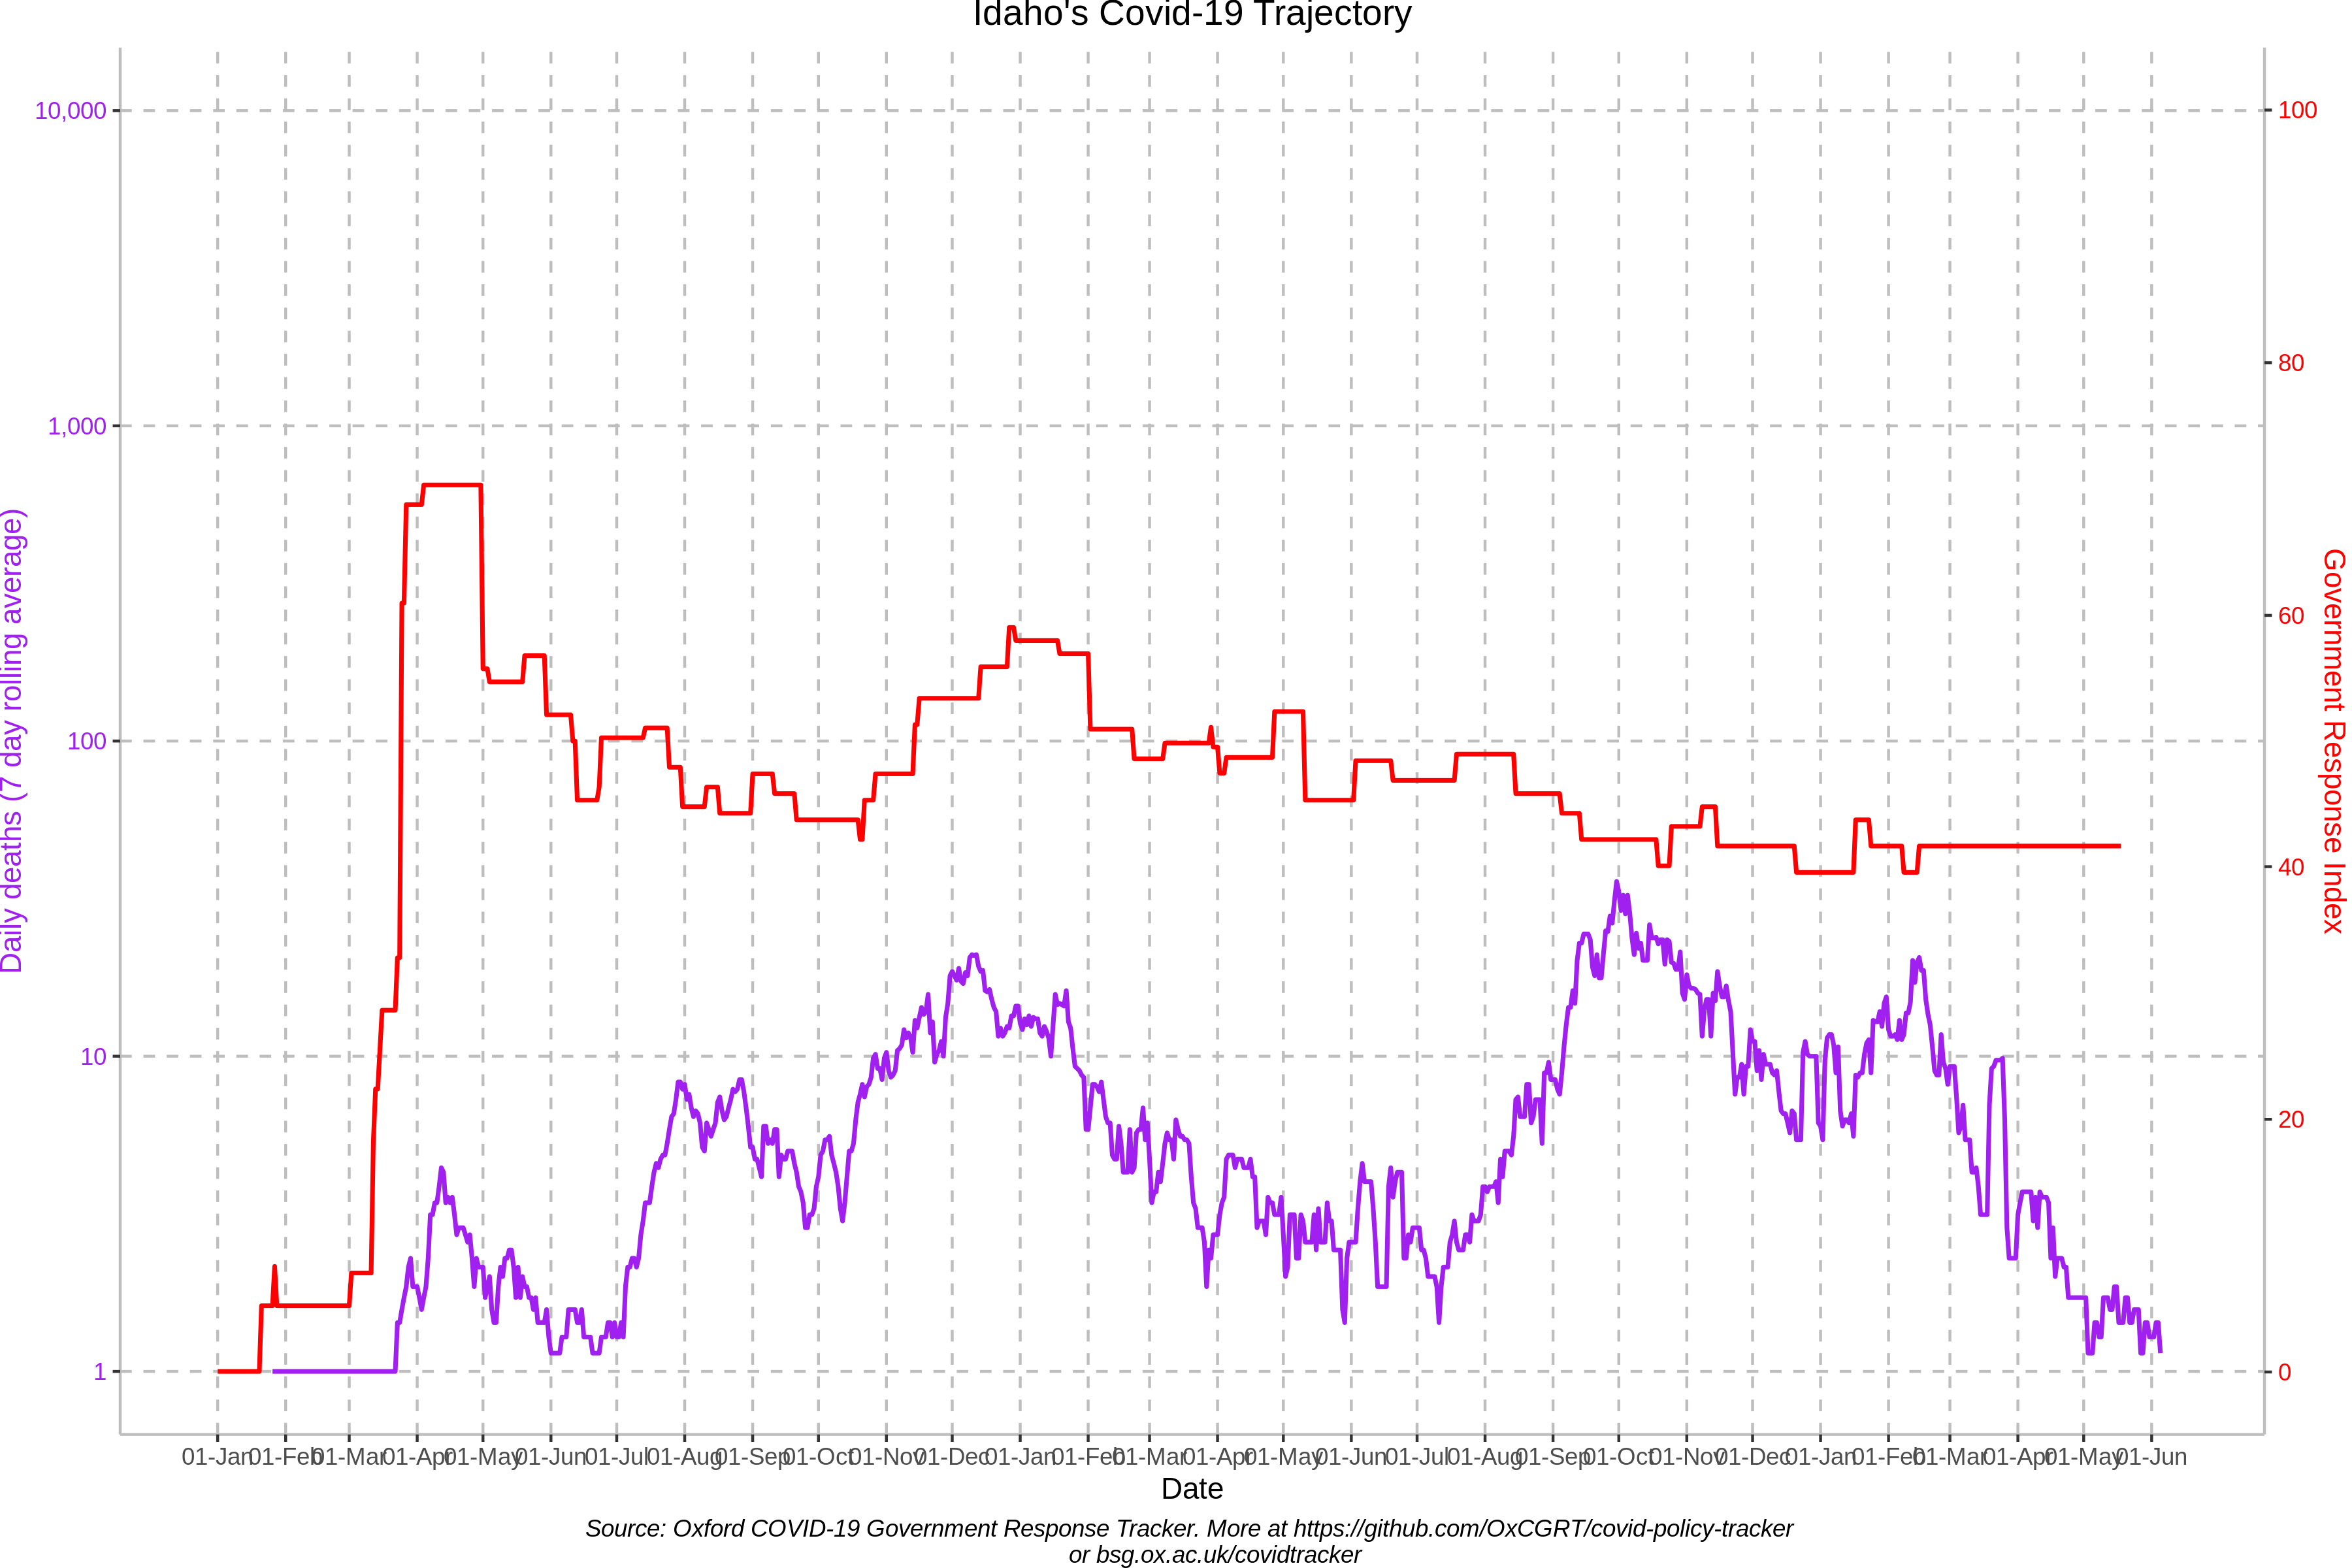 Idaho's Covid-19 Trajectory
10,000
1,000
100
10
1
Daily deaths (7 day rolling average)
100
80
60
40
20
0
Government Response Index
01-Jan 01-Feb 01-Mar 01-Apr 01-May 01-Jun 01-Jul 01-Aug 01-Sep 01-Oct 01-Nov 01-Dec 01-Jan 01-Feb 01-Mar 01-Apr 01-May 01-Jun 01-Jul 01-Aug 01-Sep 01-Oct 01-Nov 01-Dec 01-Jan 01-Feb 01-Mar 01-Apr 01-May 01-Jun
Date
Source: Oxford COVID-19 Government Response Tracker. More at https://github.com/OxCGRT/covid-policy-tracker
or bsg.ox.ac.uk/covidtracker